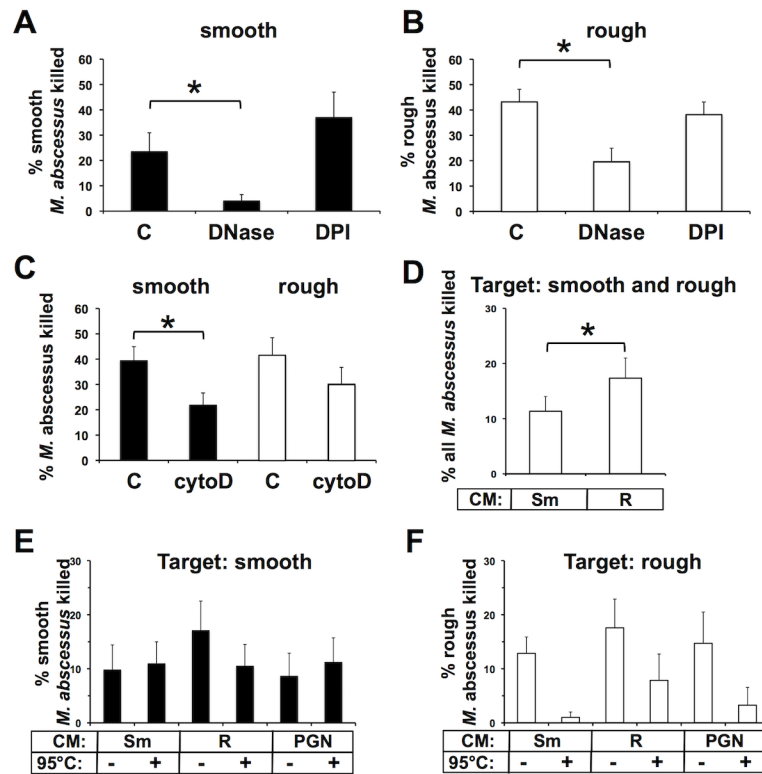 A
smooth
% smooth
M. abscessus killed
60
50
40
30
20
10
0
*
C DNase DPI
B
rough
% rough
M. abscessus killed
60
50
40
30
20
10
0
*
C DNase DPI
C
smooth rough
% M. abscessus killed
60
50
40
30
20
10
0
*
C cytoD C cytoD
D
Target: smooth and rough
% all M. abscessus killed
30
20
10
0
*
CM: Sm R
E
Target: smooth
% smooth
M. abscessus killed
30
20
10
0
CM: Sm R PGN
95°C: - + - + - +
F
Target: rough
% rough
M. abscessus killed
30
20
10
0
CM: Sm R PGN
95°C: - + - + - +